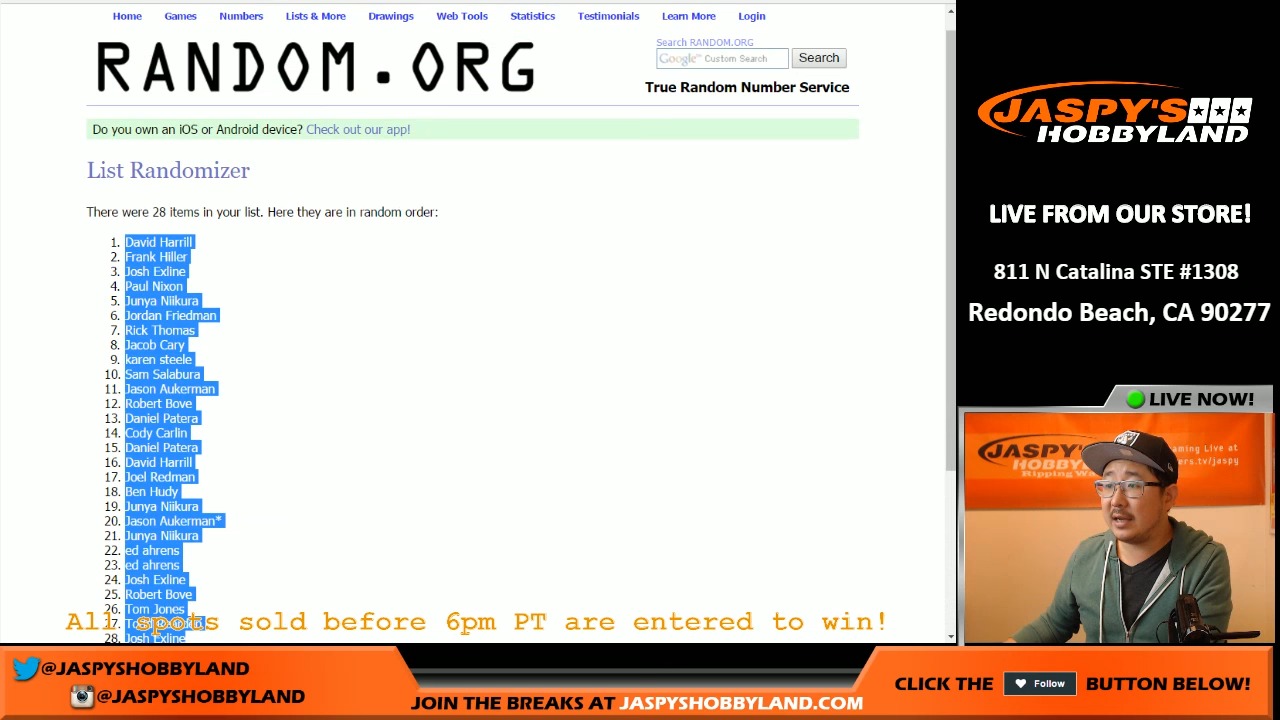 Home Games Numbers Lists & More Drawings Web Tools Statistics Testimonials Learn More Login
RANDOM.ORG
Search RANDOM.ORG
Google™ Custom Search Search
True Random Number Service
Do you own an iOS or Android device? Check out our app!
List Randomizer
There were 28 items in your list. Here they are in random order:
1. David Harrill
2. Frank Hiller
3. Josh Exline
4. Paul Nixon
5. Junya Niikura
6. Jordan Friedman
7. Rick Thomas
8. Jacob Cary
9. karen steele
10. Sam Salabura
11. Jason Aukerman
12. Robert Bove
13. Daniel Patera
14. Cody Carlin
15. Daniel Patera
16. David Harrill
17. Joel Redman
18. Ben Hudy
19. Junya Niikura
20. Jason Aukerman*
21. Junya Niikura
22. ed ahrens
23. ed ahrens
24. Josh Exline
25. Robert Bove
26. Tom Jones
28. Josh Exline
All spots sold before 6pm PT are entered to win!
JASPY'S
HOBBYLAND
LIVE FROM OUR STORE!
811 N Catalina STE #1308
Redondo Beach, CA 90277
LIVE NOW!
JASPY'S
HOBBYL
Ripping
aming Live at
ers.tv/jaspy
@JASPYSHOBBYLAND
@JASPYSHOBBYLAND
JOIN THE BREAKS AT JASPYSHOBBYLAND.COM
CLICK THE Follow BUTTON BELOW!